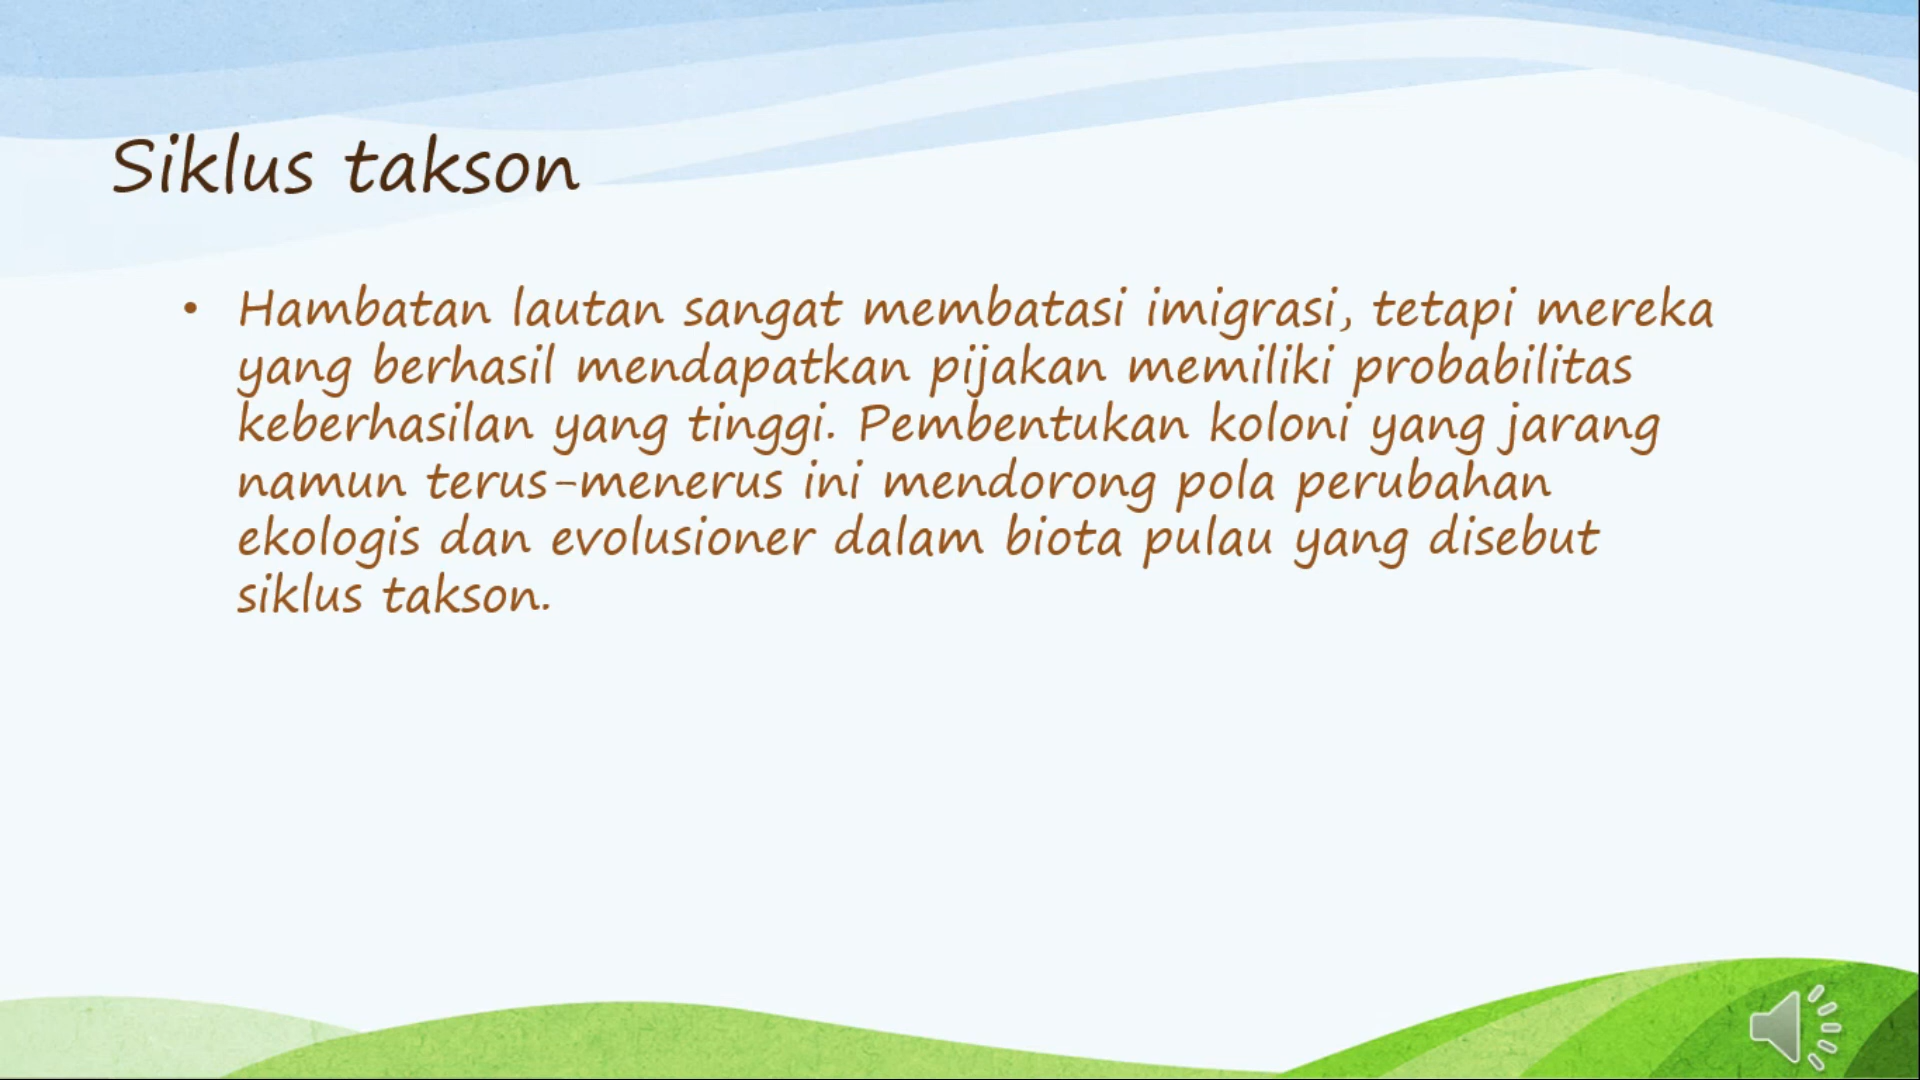 Siklus takson
• Hambatan lautan sangat membatasi imigrasi, tetapi mereka
yang berhasil mendapatkan pijakan memiliki probabilitas
keberhasilan yang tinggi. Pembentukan koloni yang jarang
namun terus-menerus ini mendorong pola perubahan
ekologis dan evolusioner dalam biota pulau yang disebut
siklus takson.